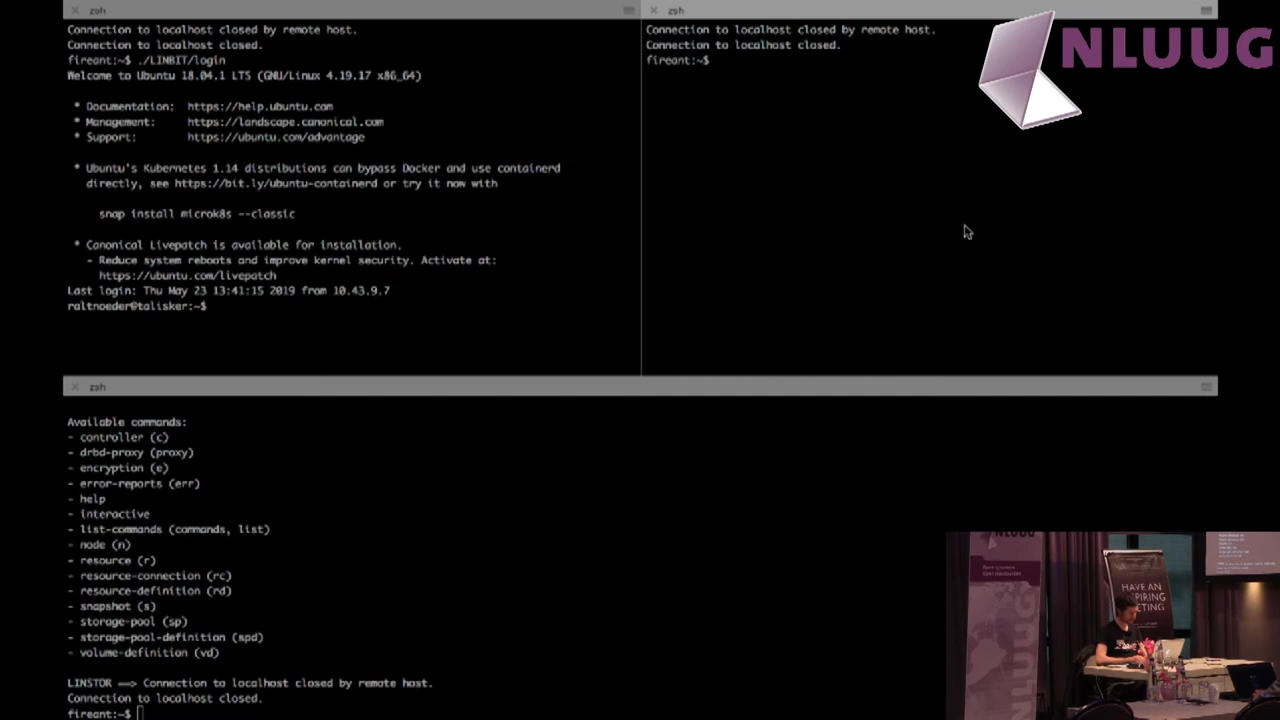 zsh
Connection to localhost closed by remote host.
Connection to localhost closed.
fireant:~$ ./LINBIT/login
Welcome to Ubuntu 18.04.1 LTS (GNU/Linux 4.19.17 x86_64)
* Documentation: https://help.ubuntu.com
* Management: https://landscape.canonical.com
* Support: https://ubuntu.com/advantage
* Ubuntu's Kubernetes 1.14 distributions can bypass Docker and use containerd
directly, see https://bit.ly/ubuntu-containerd or try it now with
snap install microk8s --classic
* Canonical Livepatch is available for installation.
- Reduce system reboots and improve kernel security. Activate at:
https://ubuntu.com/livepatch
Last login: Thu May 23 13:41:15 2019 from 10.43.9.7
raltnoeder@talisker:~$
zsh
Connection to localhost closed by remote host.
Connection to localhost closed.
fireant:~$
NLUUG
zsh
Available commands:
- controller (c)
- drbd-proxy (proxy)
- encryption (e)
- error-reports (err)
- help
- interactive
- list-commands (commands, list)
- node (n)
- resource (r)
- resource-connection (rc)
- resource-definition (rd)
- snapshot (s)
- storage-pool (sp)
- storage-pool-definition (spd)
- volume-definition (vd)
LINSTOR ==> Connection to localhost closed by remote host.
Connection to localhost closed.
fireant:~$
NLUUG
HAVE AN